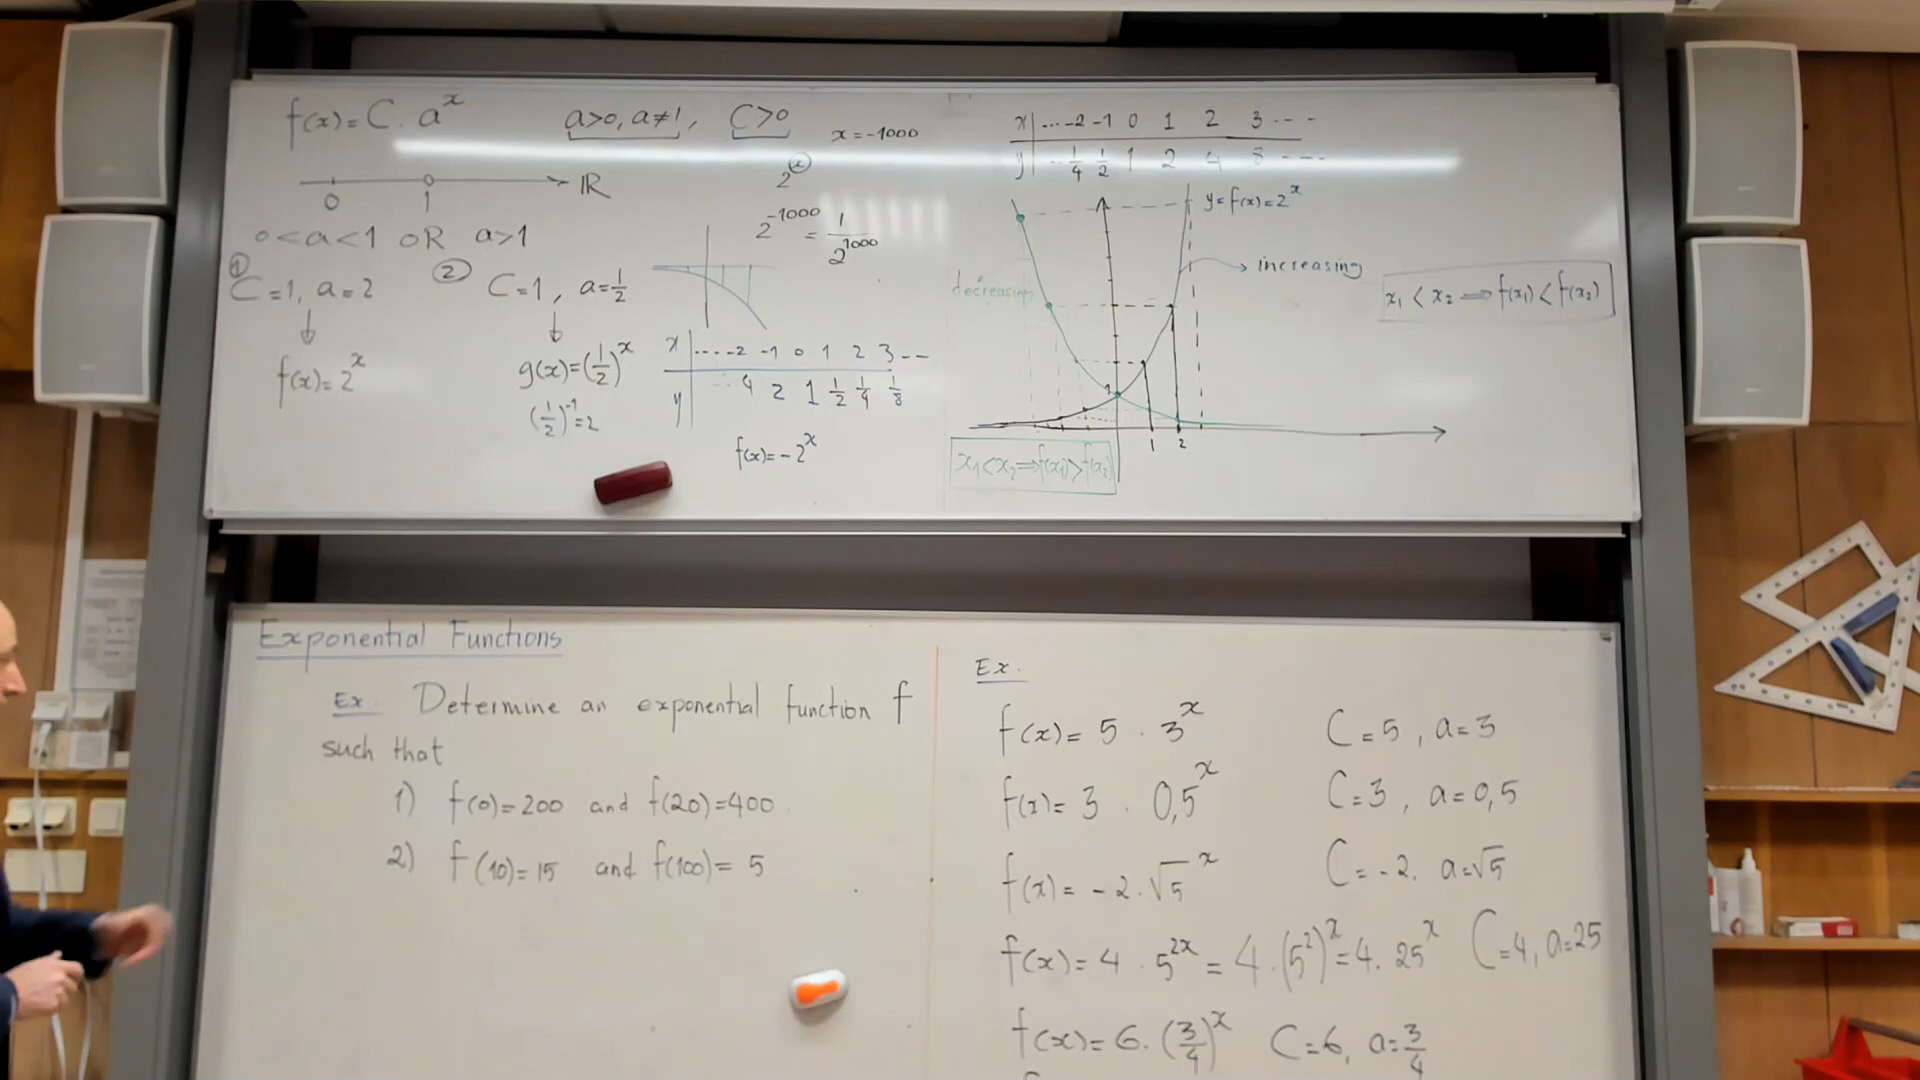 f(x) = C · a^x    a>0, a≠1,    C>0    x = -1000
2^x
0    1    ℝ
2^-1000 = 1/2^1000
0<a<1 OR a>1
① C=1, a=2    ② C=1, a=1/2
f(x)=2^x    g(x)=(1/2)^x
(1/2)^-1=2
x | ....-2 -1 0 1 2 3 --
y | -- 4 2 1 1/2 1/4 1/8
f(x)=-2^x
x | ...-2 -1 0 1 2 3 ---
y | - 1/4 1/2 1 2 4 8 ----
y=f(x)=2^x
increasing
decreasing
x₁ < x₂ ⟹ f(x₁) < f(x₂)
1
1 2
x₁<x₂⟹f(x₁)>f(x₂)
Exponential Functions
Ex. Determine an exponential function f
such that
1) f(0)=200 and f(20)=400
2) f(10)=15 and f(100)=5
Ex.
f(x)= 5 · 3^x    C=5, a=3
f(x)= 3 · 0,5^x    C=3, a=0,5
f(x)= -2 · √5^x    C=-2, a=√5
f(x)= 4 · 5^2x = 4 · (5^2)^x = 4 · 25^x    C=4, a=25
f(x)= 6 · (3/4)^x    C=6, a=3/4